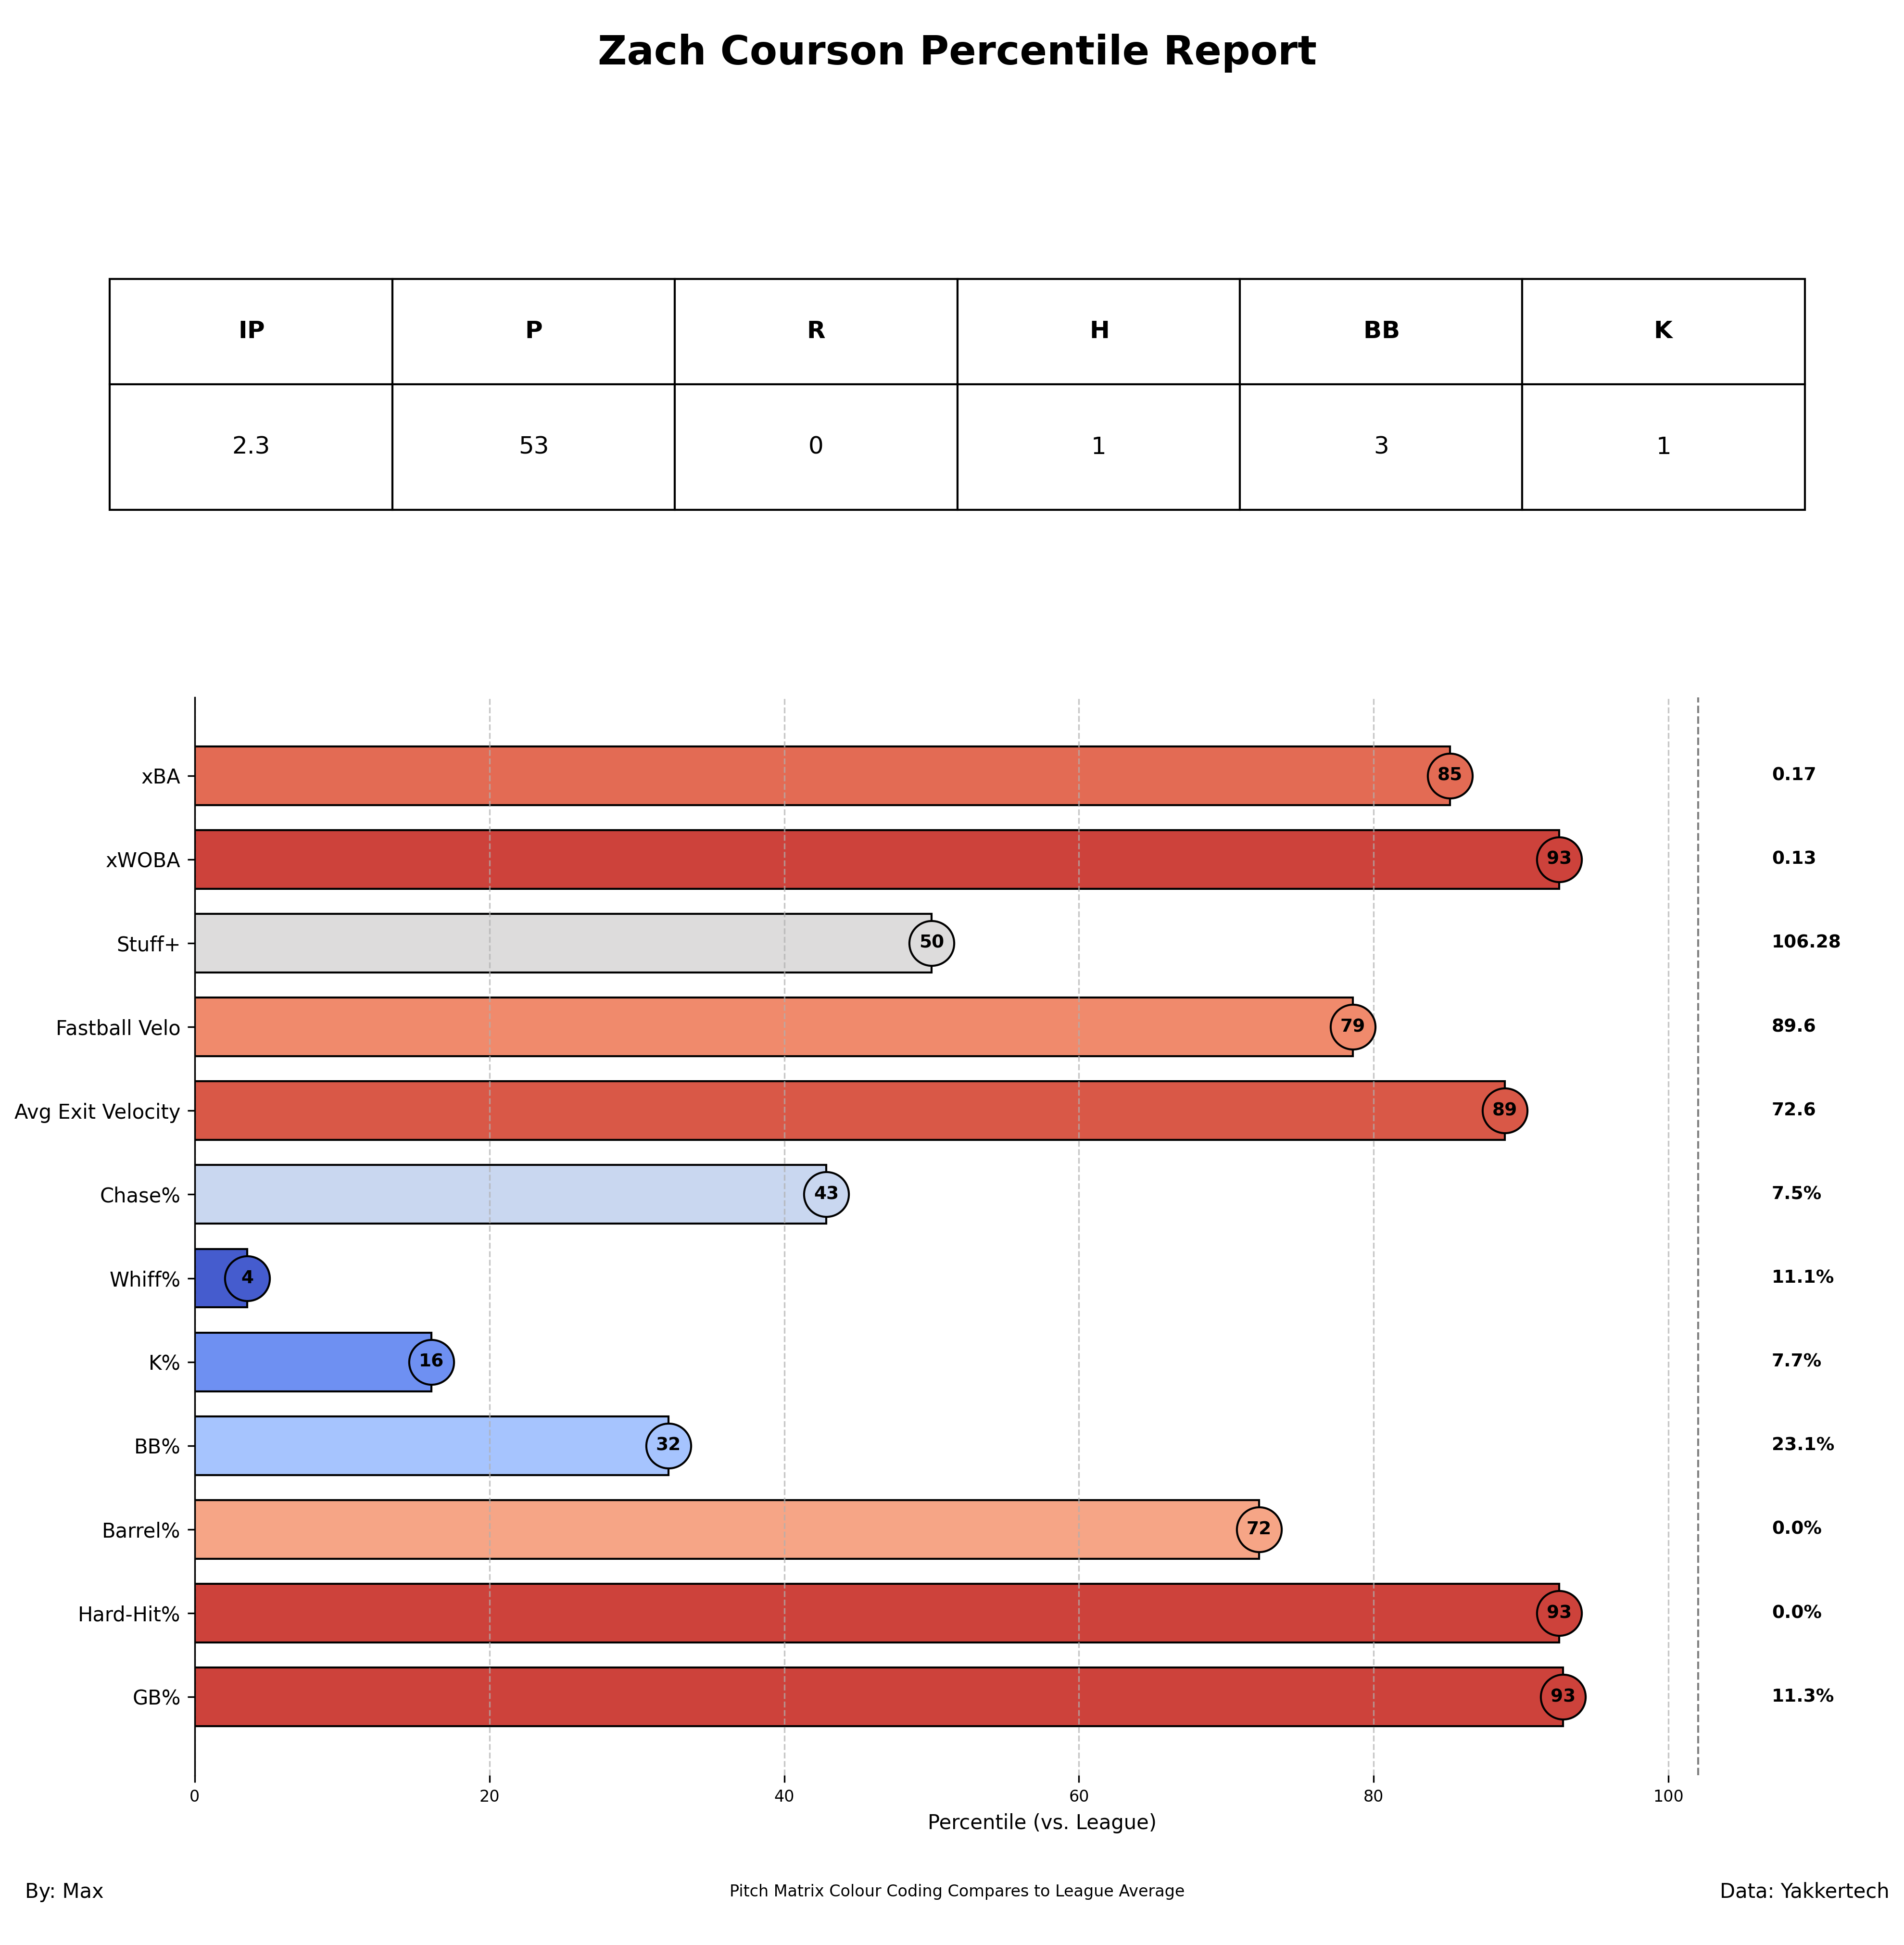 Zach Courson Percentile Report
IP P R H BB K
2.3 53 0 1 3 1
xBA 85 0.17
xWOBA 93 0.13
Stuff+ 50 106.28
Fastball Velo 79 89.6
Avg Exit Velocity 89 72.6
Chase% 43 7.5%
Whiff% 4 11.1%
K% 16 7.7%
BB% 32 23.1%
Barrel% 72 0.0%
Hard-Hit% 93 0.0%
GB% 93 11.3%
0 20 40 60 80 100
Percentile (vs. League)
By: Max Pitch Matrix Colour Coding Compares to League Average Data: Yakkertech